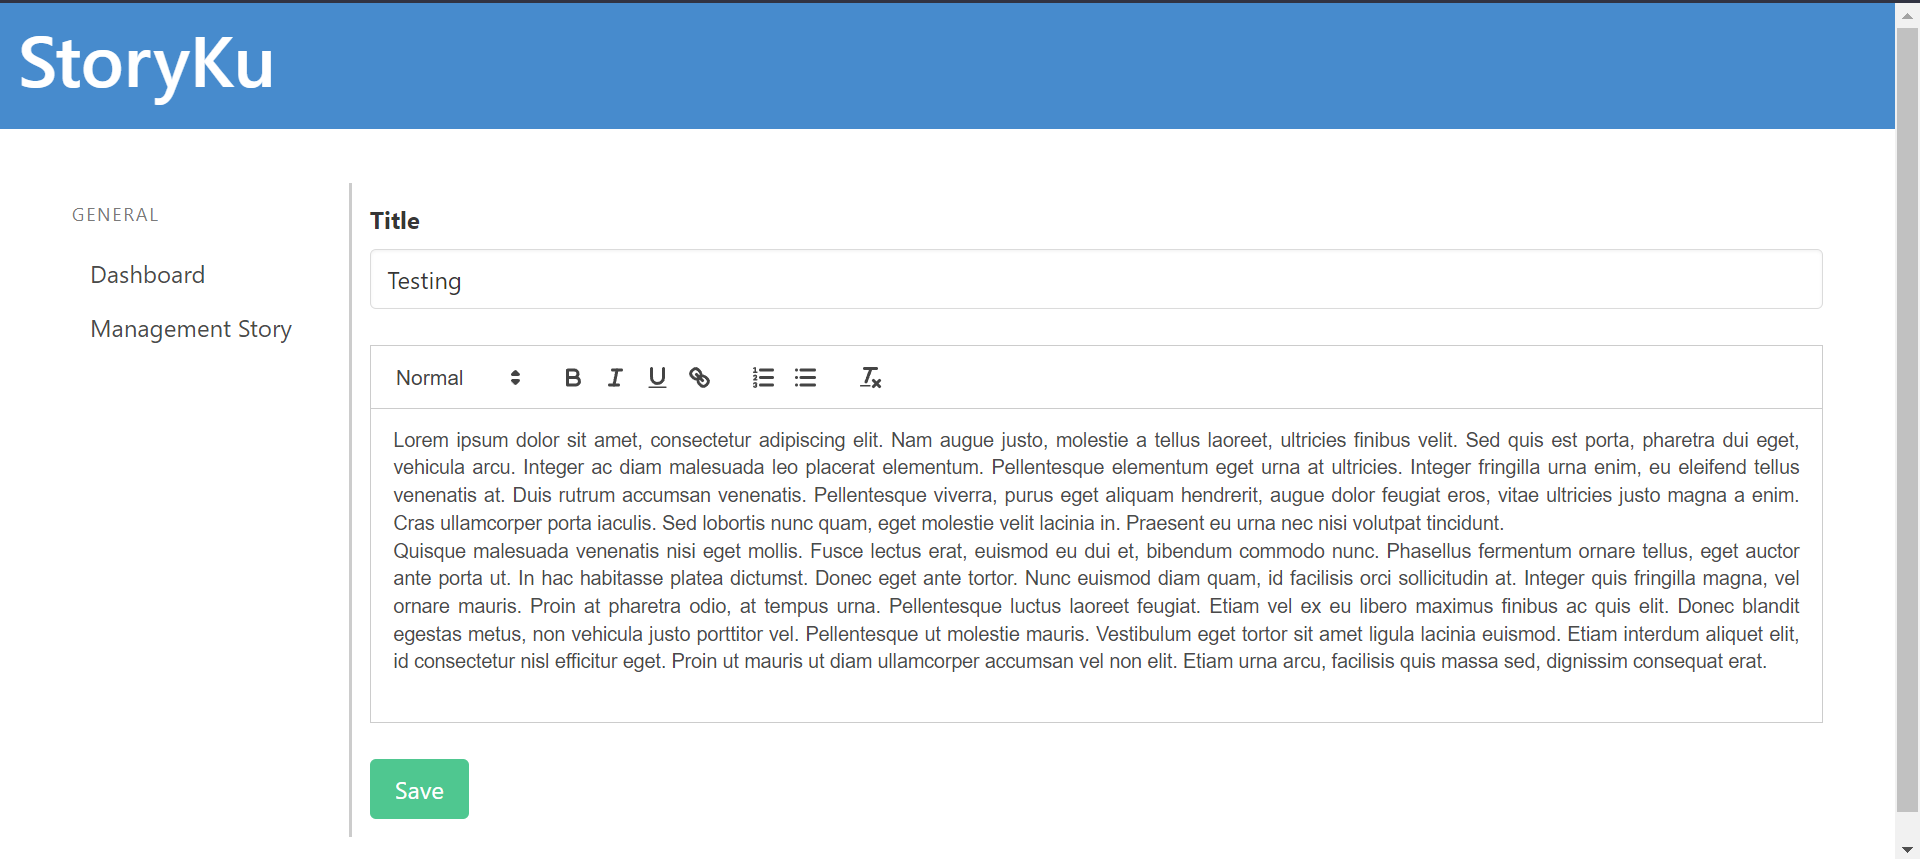 StoryKu
GENERAL
Dashboard
Management Story
Title
Testing
Normal
Lorem ipsum dolor sit amet, consectetur adipiscing elit. Nam augue justo, molestie a tellus laoreet, ultricies finibus velit. Sed quis est porta, pharetra dui eget,
vehicula arcu. Integer ac diam malesuada leo placerat elementum. Pellentesque elementum eget urna at ultricies. Integer fringilla urna enim, eu eleifend tellus
venenatis at. Duis rutrum accumsan venenatis. Pellentesque viverra, purus eget aliquam hendrerit, augue dolor feugiat eros, vitae ultricies justo magna a enim.
Cras ullamcorper porta iaculis. Sed lobortis nunc quam, eget molestie velit lacinia in. Praesent eu urna nec nisi volutpat tincidunt.
Quisque malesuada venenatis nisi eget mollis. Fusce lectus erat, euismod eu dui et, bibendum commodo nunc. Phasellus fermentum ornare tellus, eget auctor
ante porta ut. In hac habitasse platea dictumst. Donec eget ante tortor. Nunc euismod diam quam, id facilisis orci sollicitudin at. Integer quis fringilla magna, vel
ornare mauris. Proin at pharetra odio, at tempus urna. Pellentesque luctus laoreet feugiat. Etiam vel ex eu libero maximus finibus ac quis elit. Donec blandit
egestas metus, non vehicula justo porttitor vel. Pellentesque ut molestie mauris. Vestibulum eget tortor sit amet ligula lacinia euismod. Etiam interdum aliquet elit,
id consectetur nisl efficitur eget. Proin ut mauris ut diam ullamcorper accumsan vel non elit. Etiam urna arcu, facilisis quis massa sed, dignissim consequat erat.
Save